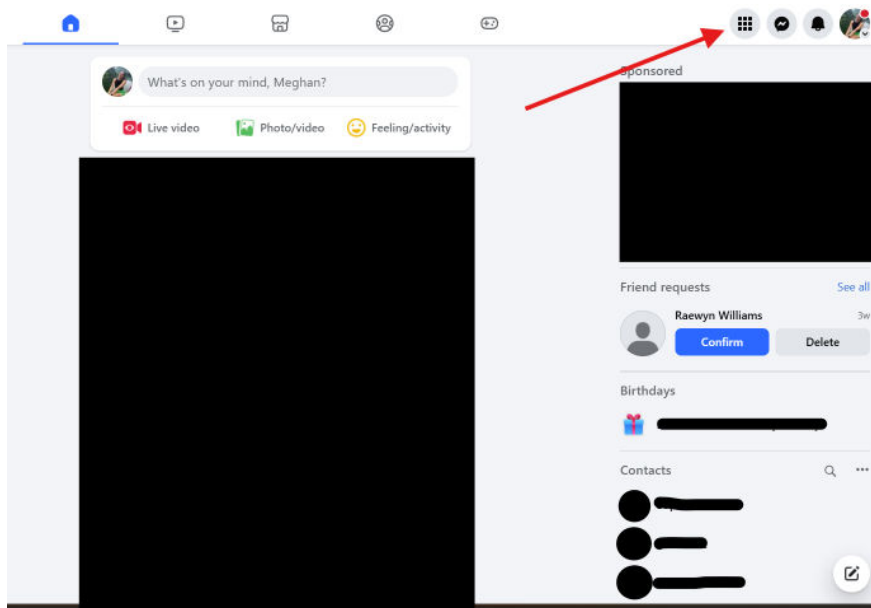 Sponsored
What's on your mind, Meghan?
Live video
Photo/video
Feeling/activity
Friend requests
See all
Raewyn Williams
3w
Confirm
Delete
Birthdays
Contacts